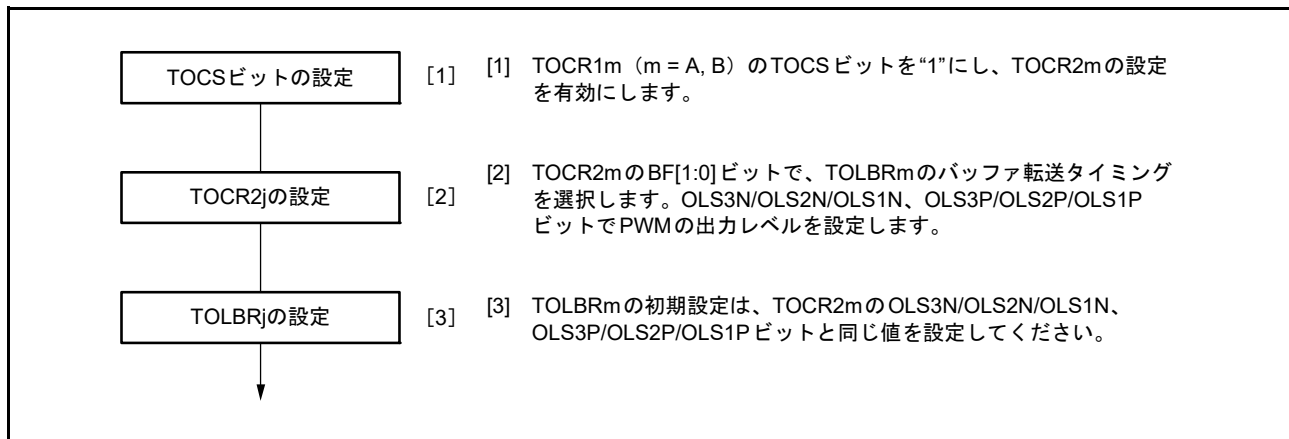 TOCSビットの設定 [1] [1] TOCR1m（m = A, B）のTOCSビットを“1”にし、TOCR2mの設定
を有効にします。
TOCR2jの設定 [2] [2] TOCR2mのBF[1:0]ビットで、TOLBRmのバッファ転送タイミング
を選択します。OLS3N/OLS2N/OLS1N、OLS3P/OLS2P/OLS1P
ビットでPWMの出力レベルを設定します。
TOLBRjの設定 [3] [3] TOLBRmの初期設定は、TOCR2mのOLS3N/OLS2N/OLS1N、
OLS3P/OLS2P/OLS1Pビットと同じ値を設定してください。